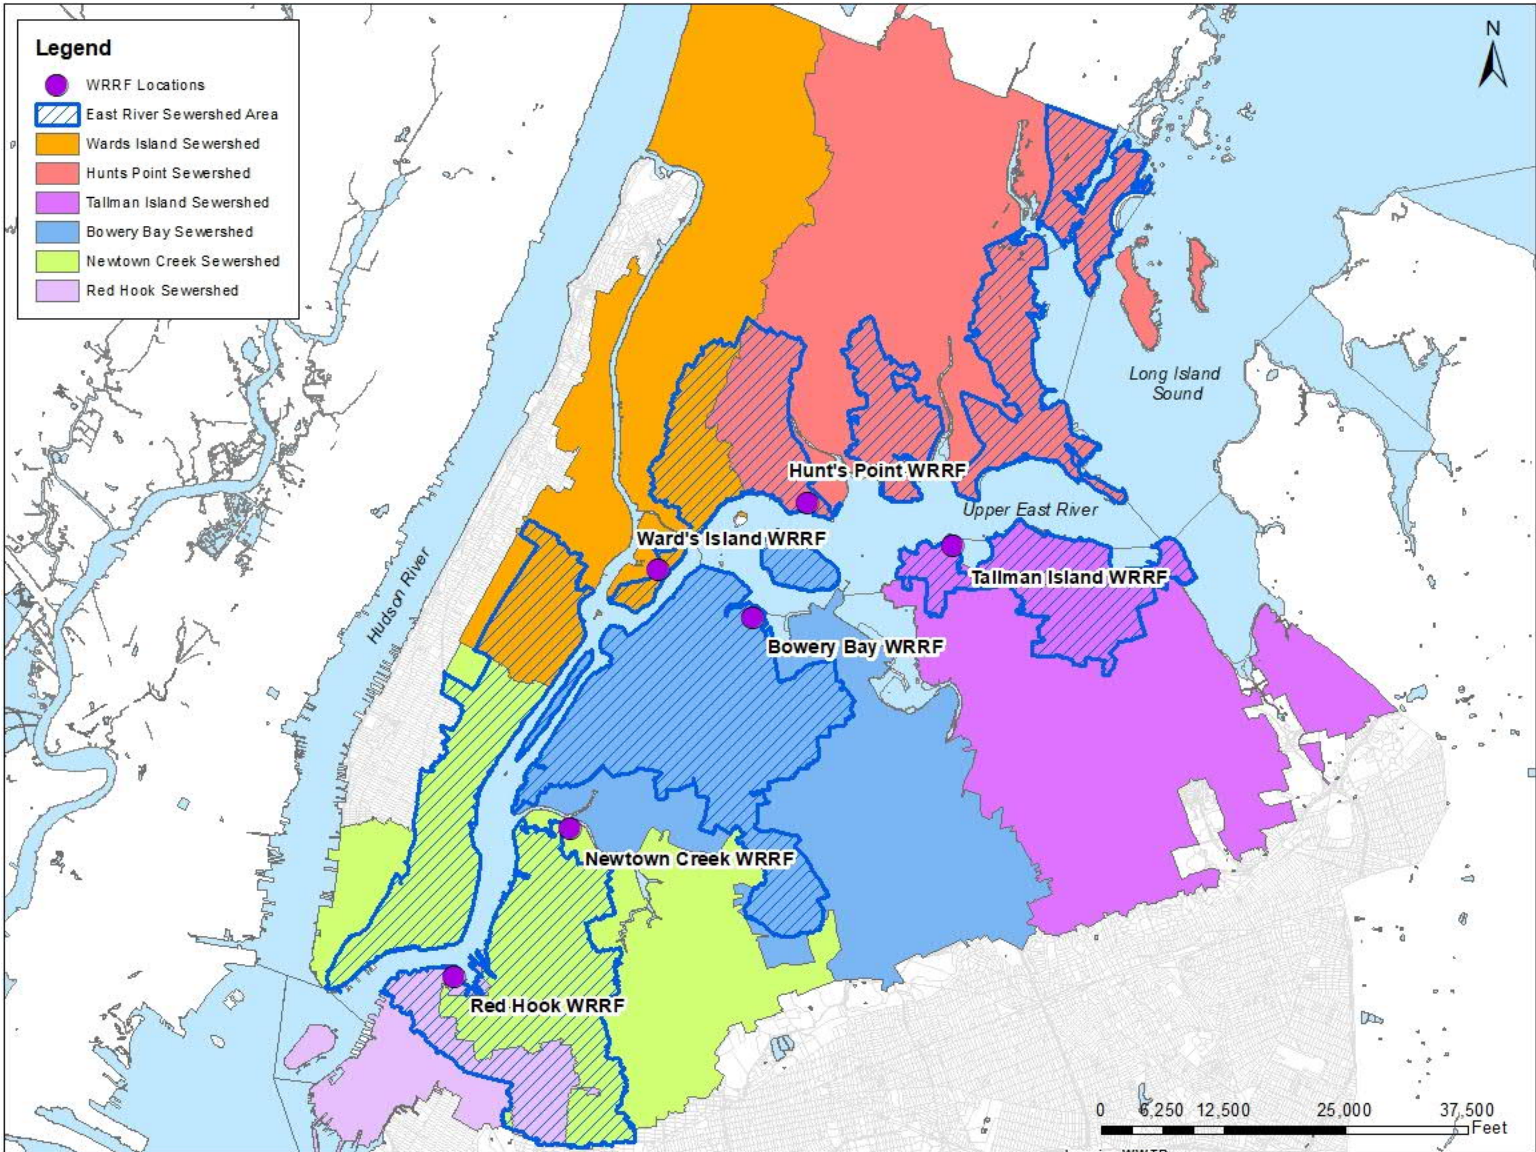 Legend
WRRF Locations
East River Sewershed Area
Wards Island Sewershed
Hunts Point Sewershed
Tallman Island Sewershed
Bowery Bay Sewershed
Newtown Creek Sewershed
Red Hook Sewershed
N
Long Island
Sound
Hunt's Point WRRF
Upper East River
Ward's Island WRRF
Tallman Island WRRF
Hudson River
Bowery Bay WRRF
Newtown Creek WRRF
Red Hook WRRF
0 6,250 12,500 25,000 37,500
Feet